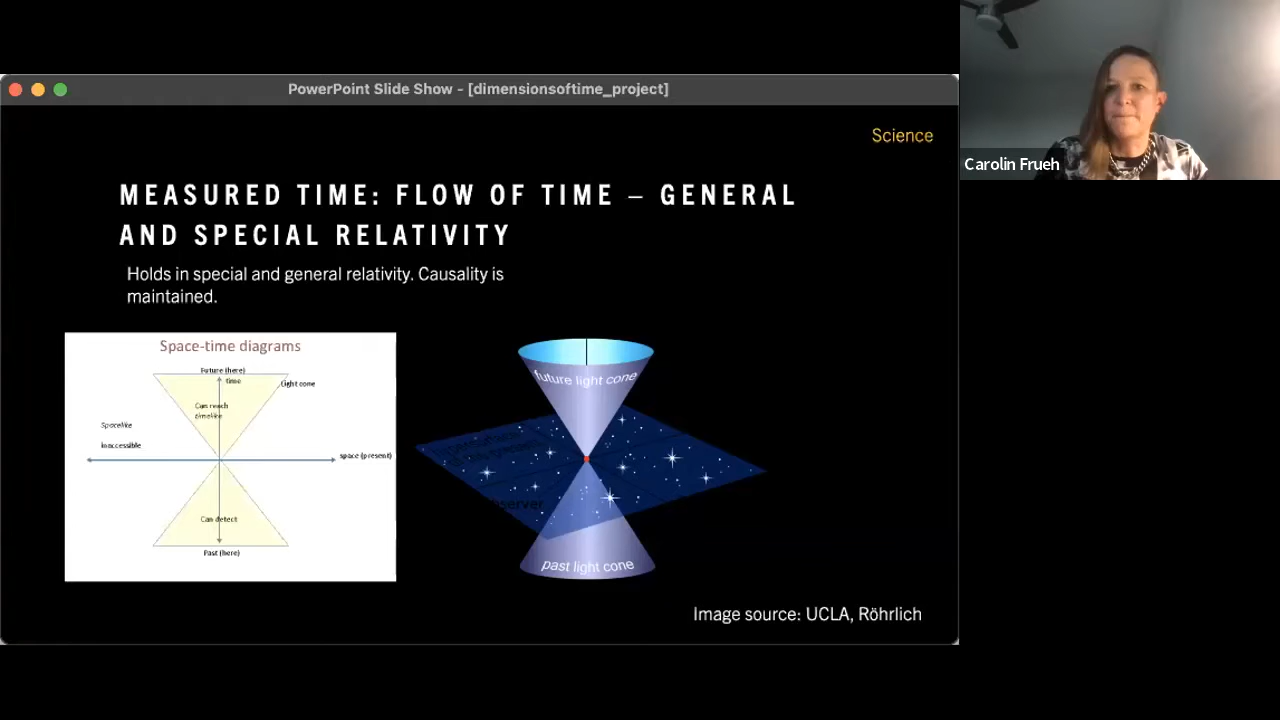 PowerPoint Slide Show - [dimensionsoftime_project]
Science
MEASURED TIME: FLOW OF TIME – GENERAL
AND SPECIAL RELATIVITY
Holds in special and general relativity. Causality is
maintained.
Space-time diagrams
Future (here)
time
Light cone
Can reach
timelike
Spacelike
inaccessible
space (present)
Can detect
Past (here)
future light cone
past light cone
Image source: UCLA, Röhrlich
Carolin Frueh